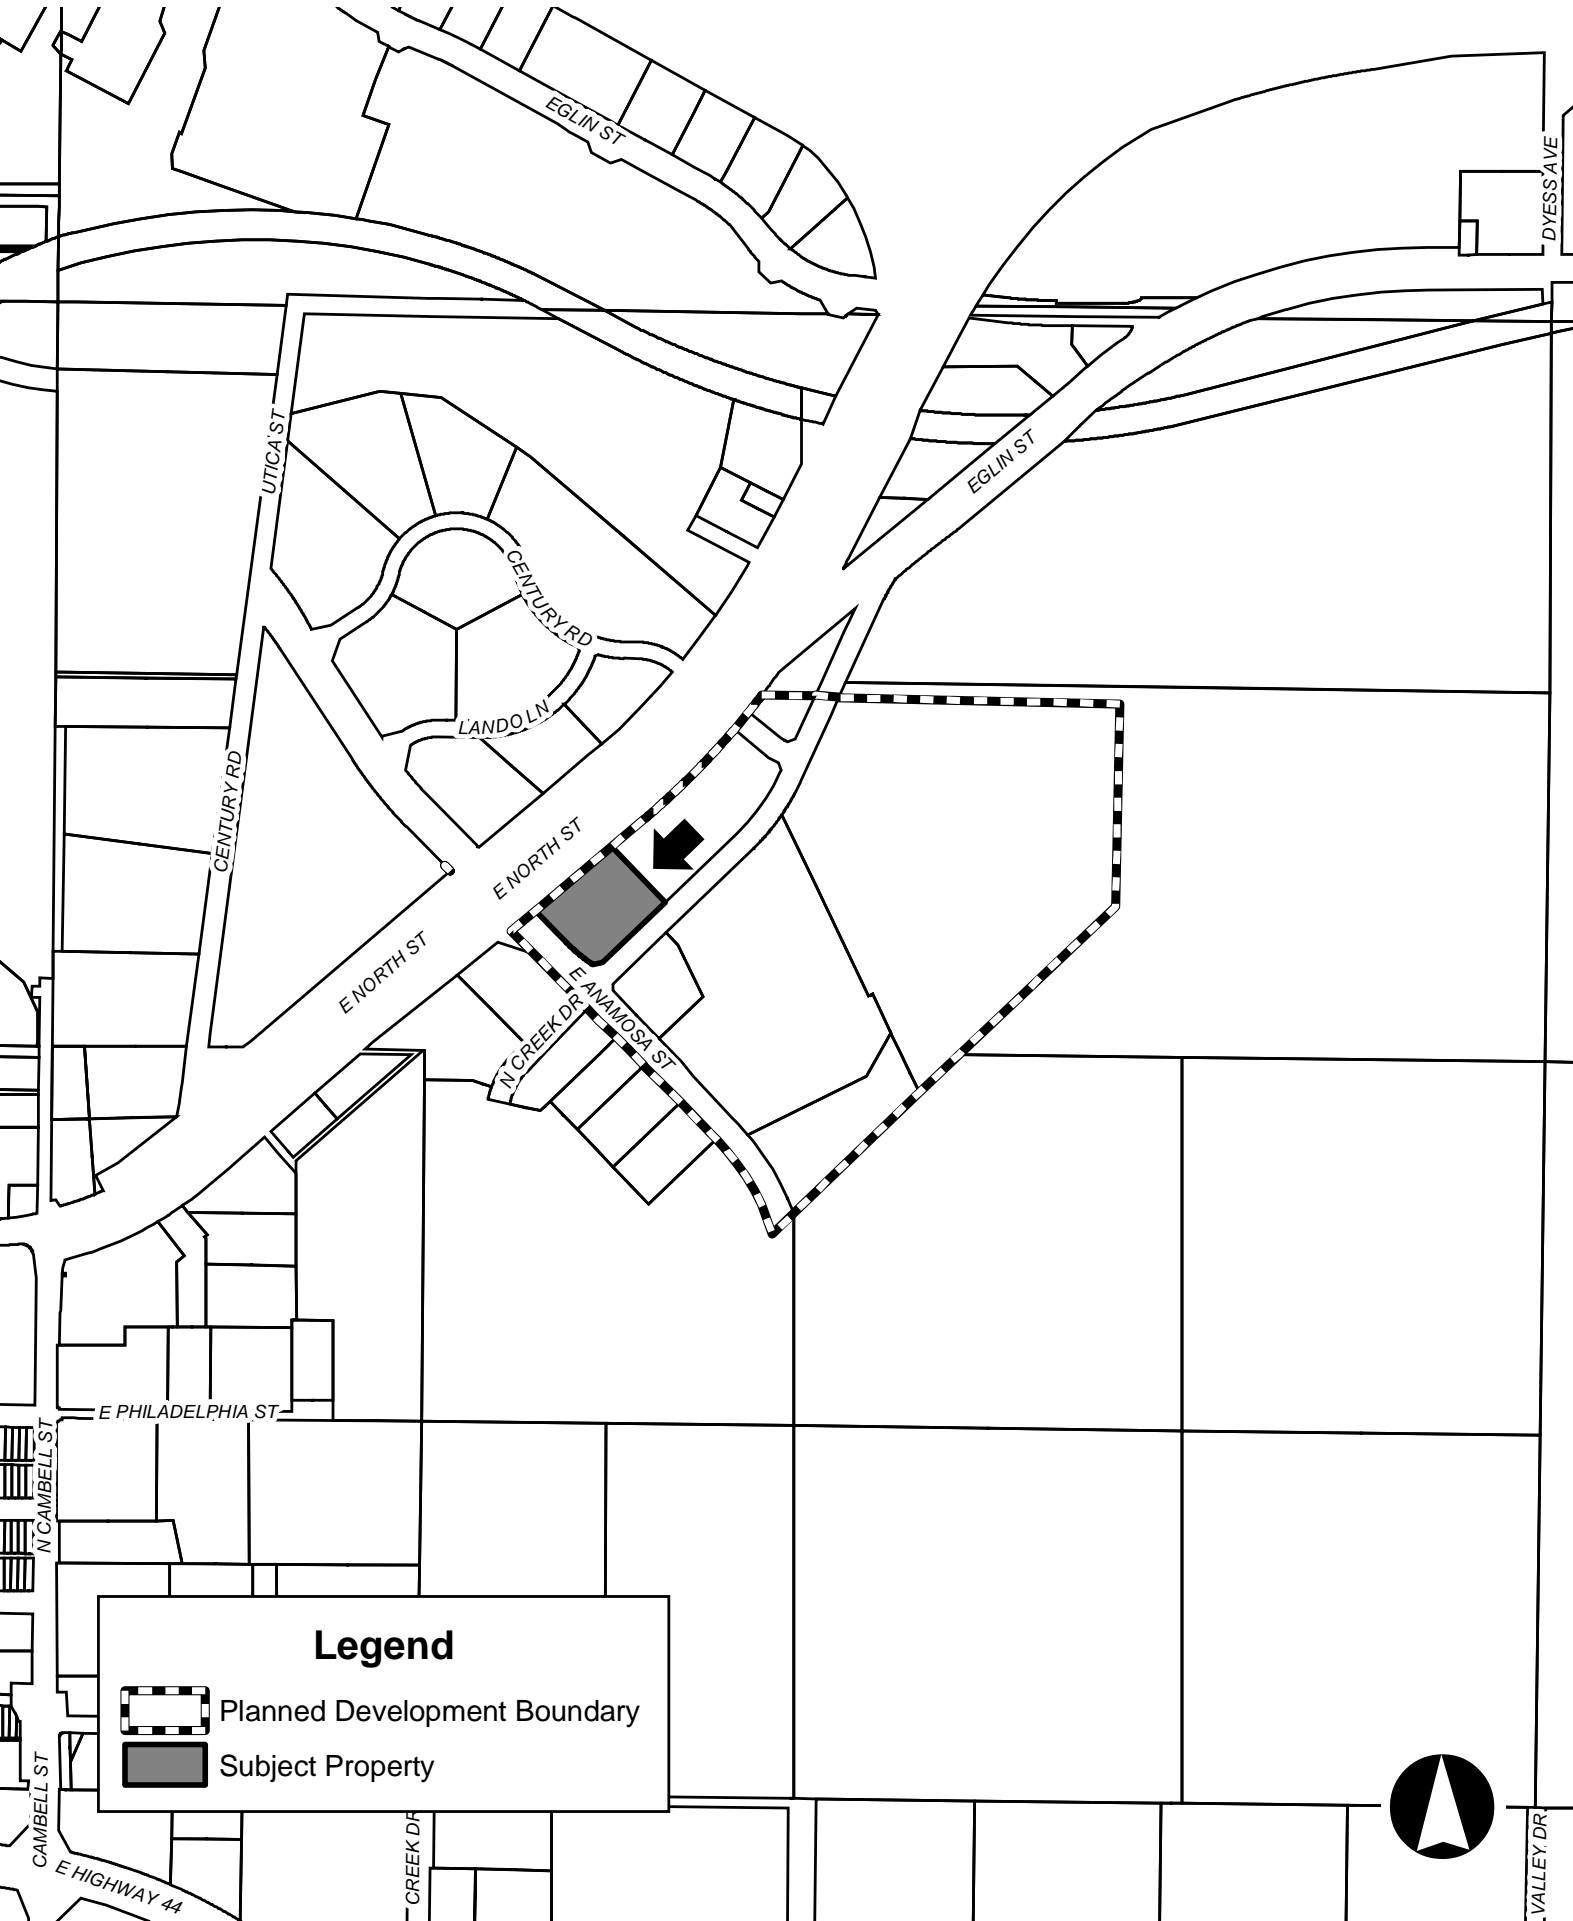 EGLIN ST
DYESS AVE
UTICA ST
EGLIN ST
CENTURY RD
LANDO LN
CENTURY RD
E NORTH ST
E NORTH ST
E ANAMOSA ST
N CREEK DR
E PHILADELPHIA ST
N CAMBELL ST
Legend
Planned Development Boundary
Subject Property
CAMBELL ST
CREEK DR
VALLEY DR
E HIGHWAY 44